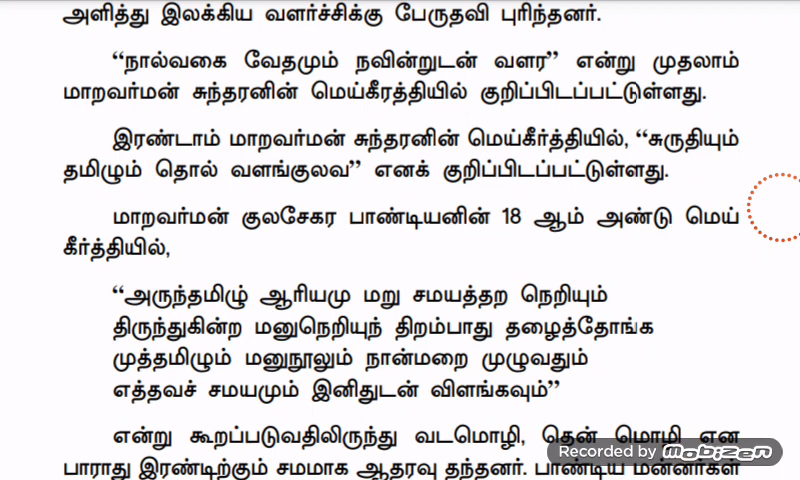 அளித்து இலக்கிய வளர்ச்சிக்கு பேருதவி புரிந்தனர்.
“நால்வகை வேதமும் நவின்றுடன் வளர” என்று முதலாம்
மாறவர்மன் சுந்தரனின் மெய்கீரத்தியில் குறிப்பிடப்பட்டுள்ளது.
இரண்டாம் மாறவர்மன் சுந்தரனின் மெய்கீர்த்தியில், “சுருதியும்
தமிழும் தொல் வளங்குலவ” எனக் குறிப்பிடப்பட்டுள்ளது.
மாறவர்மன் குலசேகர பாண்டியனின் 18 ஆம் அண்டு மெய்
கீர்த்தியில்,
“அருந்தமிழ் ஆரியமு மறு சமயத்தற நெறியும்
திருந்துகின்ற மனுநெறியுந் திறம்பாது தழைத்தோங்க
முத்தமிழும் மனுநூலும் நான்மறை முழுவதும்
எத்தவச் சமயமும் இனிதுடன் விளங்கவும்”
என்று கூறப்படுவதிலிருந்து வடமொழி, தென் மொழி என
பாராது இரண்டிற்கும் சமமாக ஆதரவு தந்தனர். பாண்டிய மன்னர்கள்
Recorded by mobizen